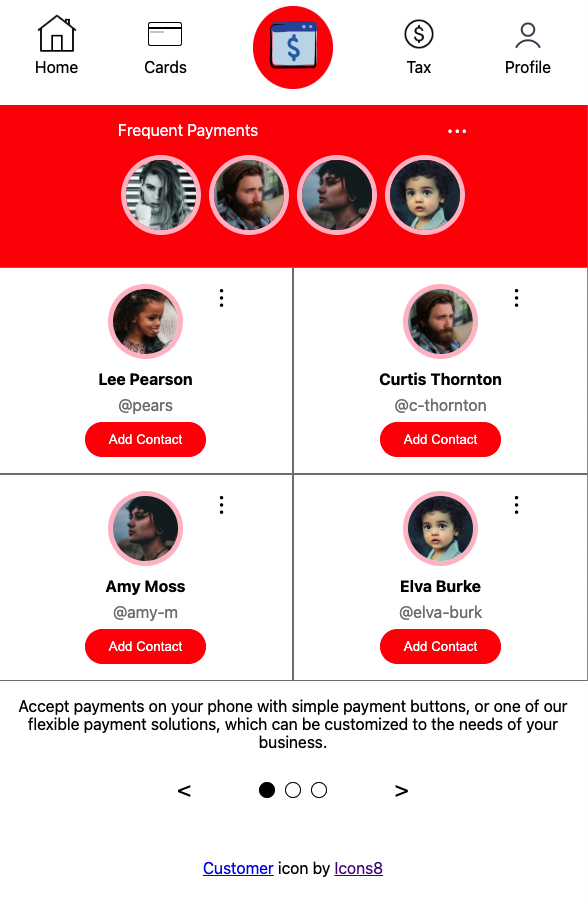 Home
Cards
$
Tax
$
Profile
Frequent Payments
Lee Pearson
@pears
Add Contact
Curtis Thornton
@c-thornton
Add Contact
Amy Moss
@amy-m
Add Contact
Elva Burke
@elva-burk
Add Contact
Accept payments on your phone with simple payment buttons, or one of our
flexible payment solutions, which can be customized to the needs of your
business.
< >
Customer icon by Icons8